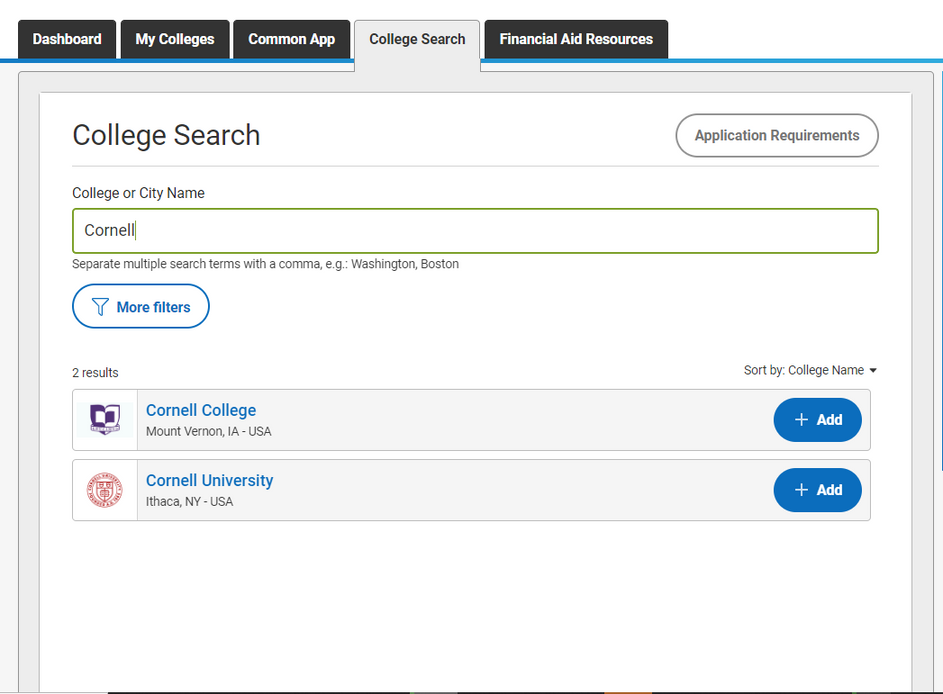 Dashboard
My Colleges
Common App
College Search
Financial Aid Resources
College Search
Application Requirements
College or City Name
Cornell
Separate multiple search terms with a comma, e.g.: Washington, Boston
More filters
2 results
Sort by: College Name
Cornell College
Mount Vernon, IA - USA
+ Add
Cornell University
Ithaca, NY - USA
+ Add